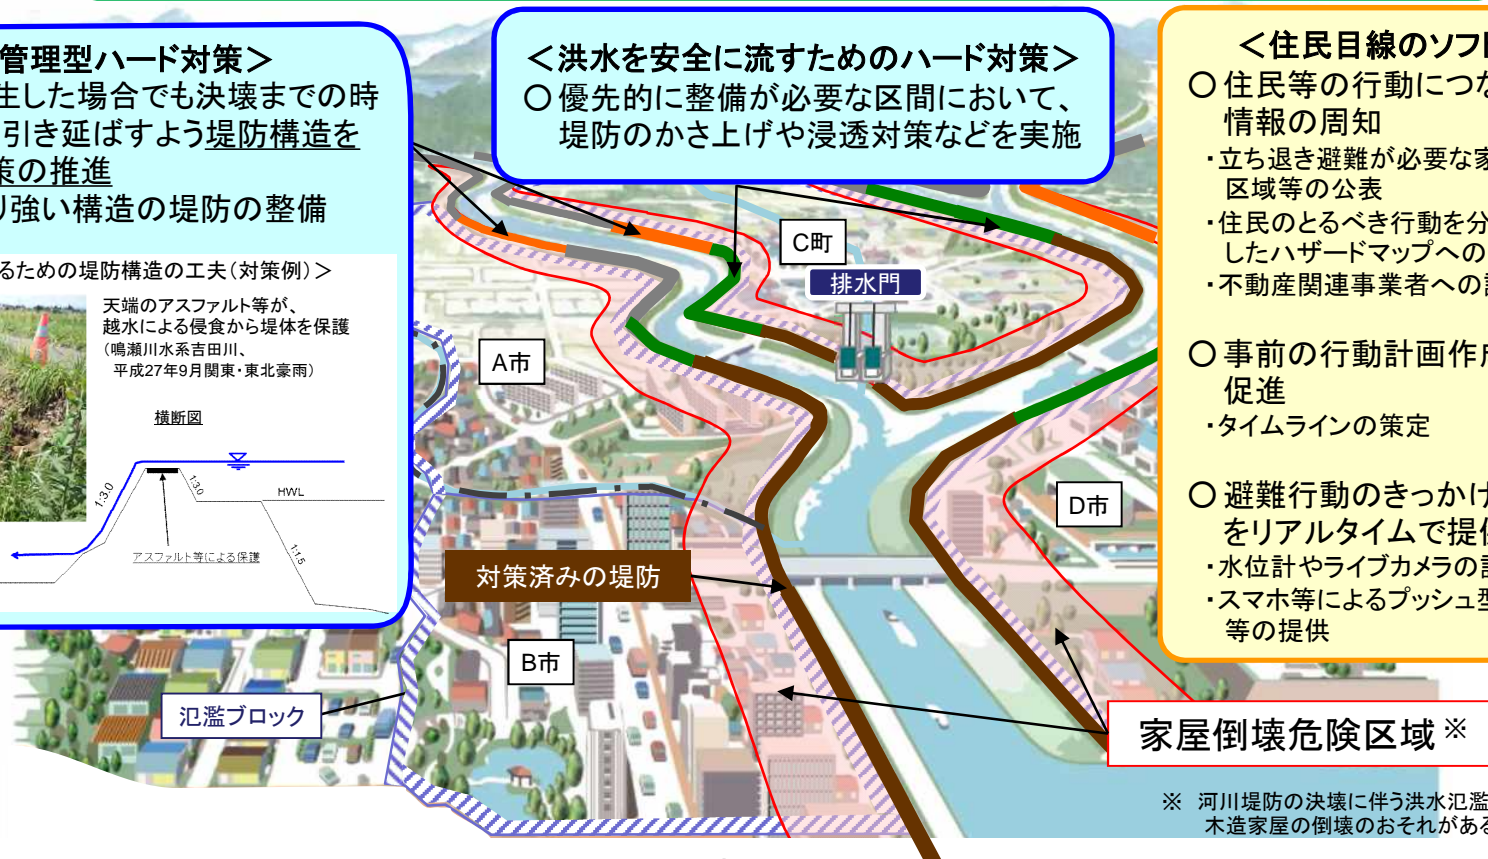 管理型ハード対策＞
生した場合でも決壊までの時
引き延ばすよう堤防構造を
策の推進
り強い構造の堤防の整備
るための堤防構造の工夫（対策例）＞
天端のアスファルト等が、
越水による侵食から堤体を保護
（鳴瀬川水系吉田川、
平成27年9月関東・東北豪雨）
横断図
1:3.0
1:3.0
HWL
1:1.5
アスファルト等による保護
＜洪水を安全に流すためのハード対策＞
○優先的に整備が必要な区間において、
堤防のかさ上げや浸透対策などを実施
＜住民目線のソフ
○住民等の行動につな
情報の周知
・立ち退き避難が必要な家
区域等の公表
・住民のとるべき行動を分
したハザードマップへの
・不動産関連事業者への
○事前の行動計画作成
促進
・タイムラインの策定
○避難行動のきっかけ
をリアルタイムで提供
・水位計やライブカメラの設
・スマホ等によるプッシュ型
等の提供
C町
排水門
A市
D市
対策済みの堤防
B市
氾濫ブロック
家屋倒壊危険区域※
※ 河川堤防の決壊に伴う洪水氾濫
木造家屋の倒壊のおそれがある